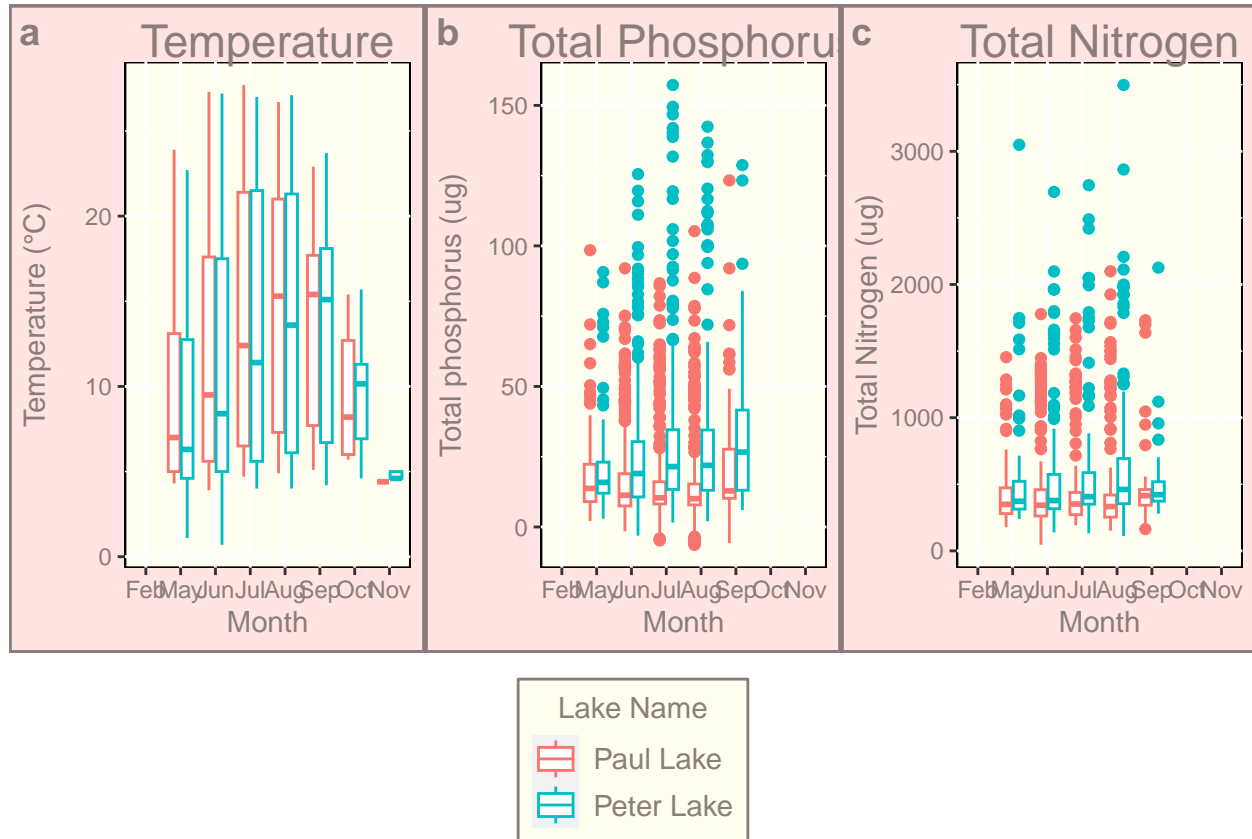 a
Temperature
Temperature (°C)
20
10
0
Feb May Jun Jul Aug Sep Oct Nov
Month
b
Total Phosphorus
Total phosphorus (ug)
150
100
50
0
Feb May Jun Jul Aug Sep Oct Nov
Month
c
Total Nitrogen
Total Nitrogen (ug)
3000
2000
1000
0
Feb May Jun Jul Aug Sep Oct Nov
Month
Lake Name
Paul Lake
Peter Lake